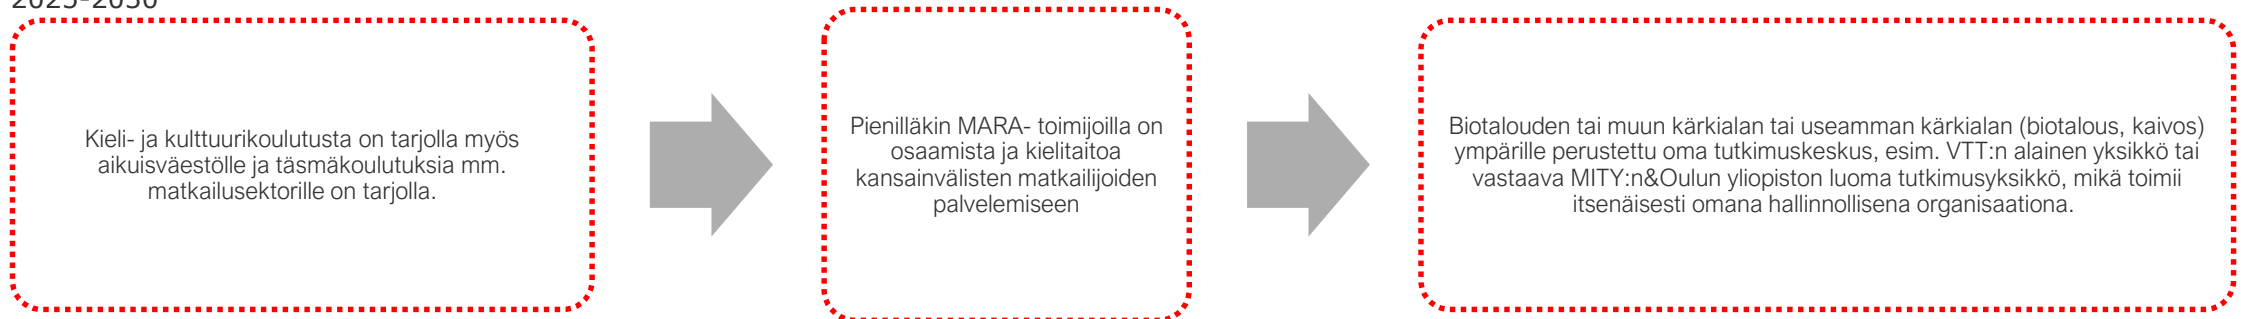 2025-2030
Kieli- ja kulttuurikoulutusta on tarjolla myös
aikuisväestölle ja täsmäkoulutuksia mm.
matkailusektorille on tarjolla.
Pienilläkin MARA- toimijoilla on
osaamista ja kielitaitoa
kansainvälisten matkailijoiden
palvelemiseen
Biotalouden tai muun kärkialan tai useamman kärkialan (biotalous, kaivos)
ympärille perustettu oma tutkimuskeskus, esim. VTT:n alainen yksikkö tai
vastaava MITY:n&Oulun yliopiston luoma tutkimusyksikkö, mikä toimii
itsenäisesti omana hallinnollisena organisaationa.